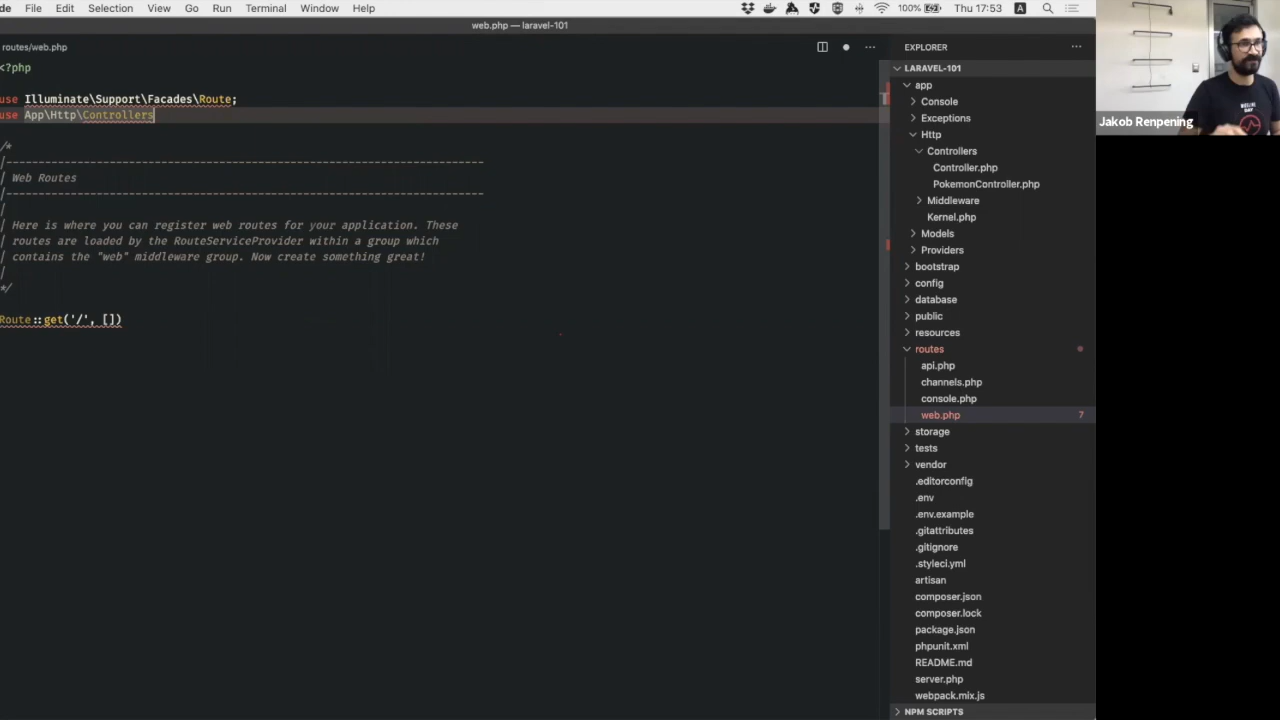 de File Edit Selection View Go Run Terminal Window Help 100% Thu 17:53 A
web.php — laravel-101
routes/web.php
<?php
use Illuminate\Support\Facades\Route;
use App\Http\Controllers
/*
|--------------------------------------------------------------------------
| Web Routes
|--------------------------------------------------------------------------
|
| Here is where you can register web routes for your application. These
| routes are loaded by the RouteServiceProvider within a group which
| contains the "web" middleware group. Now create something great!
|
*/
Route::get('/', [])
EXPLORER
LARAVEL-101
app
Console
Exceptions
Http
Controllers
Controller.php
PokemonController.php
Middleware
Kernel.php
Models
Providers
bootstrap
config
database
public
resources
routes
api.php
channels.php
console.php
web.php 7
storage
tests
vendor
.editorconfig
.env
.env.example
.gitattributes
.gitignore
.styleci.yml
artisan
composer.json
composer.lock
package.json
phpunit.xml
README.md
server.php
webpack.mix.js
NPM SCRIPTS
Jakob Renpening